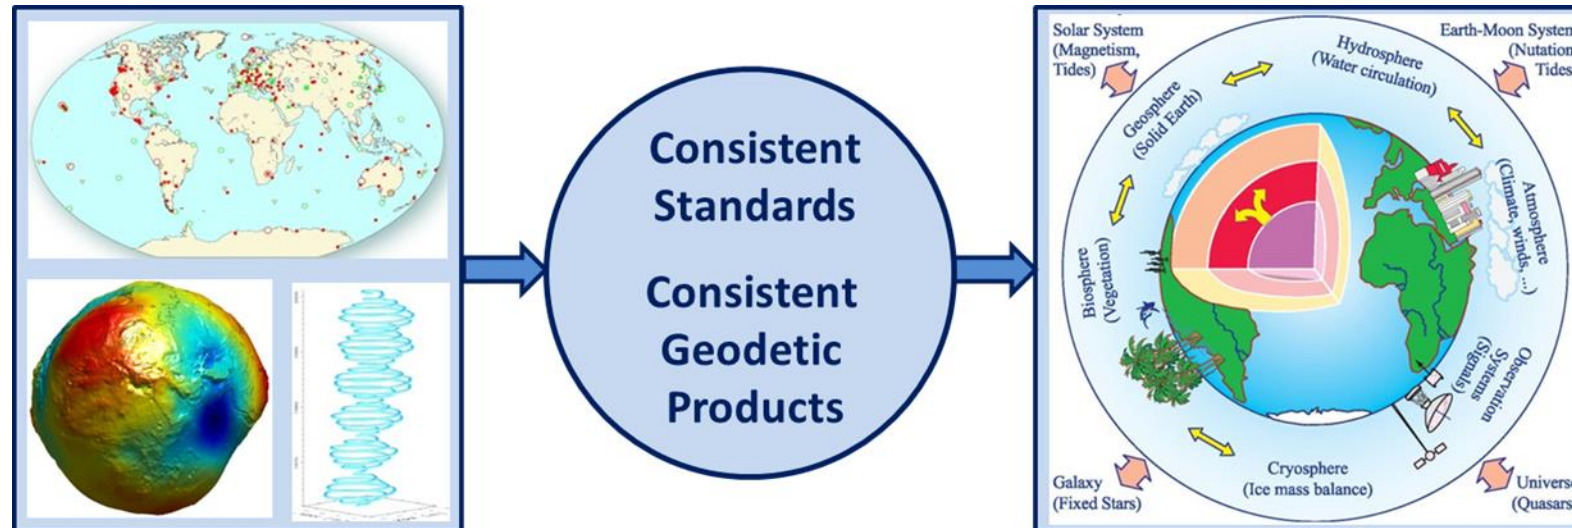 Consistent
Standards
Consistent
Geodetic
Products
Solar System
(Magnetism,
Tides)
Earth-Moon System
(Nutation
Tides)
Hydrosphere
(Water circulation)
Geosphere
(Solid Earth)
Atmosphere
(Climate, winds, ....)
Biosphere
(Vegetation)
Observation
Systems
(Signals)
Cryosphere
(Ice mass balance)
Galaxy
(Fixed Stars)
Universe
(Quasars)